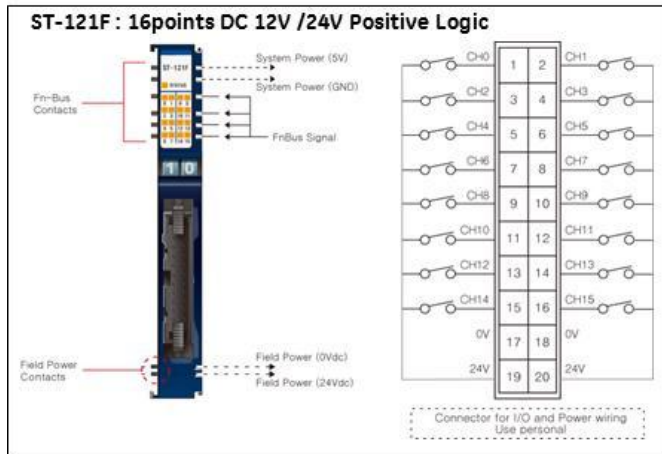 ST-121F : 16points DC 12V /24V Positive Logic
ST-121F
System Power (5V)
System Power (GND)
Fn-Bus
Contacts
FnBus Signal
10
Field Power
Contacts
Field Power (0Vdc)
Field Power (24Vdc)
CH0 1 2 CH1
CH2 3 4 CH3
CH4 5 6 CH5
CH6 7 8 CH7
CH8 9 10 CH9
CH10 11 12 CH11
CH12 13 14 CH13
CH14 15 16 CH15
0V 17 18 0V
24V 19 20 24V
Connector for I/O and Power wiring
Use personal